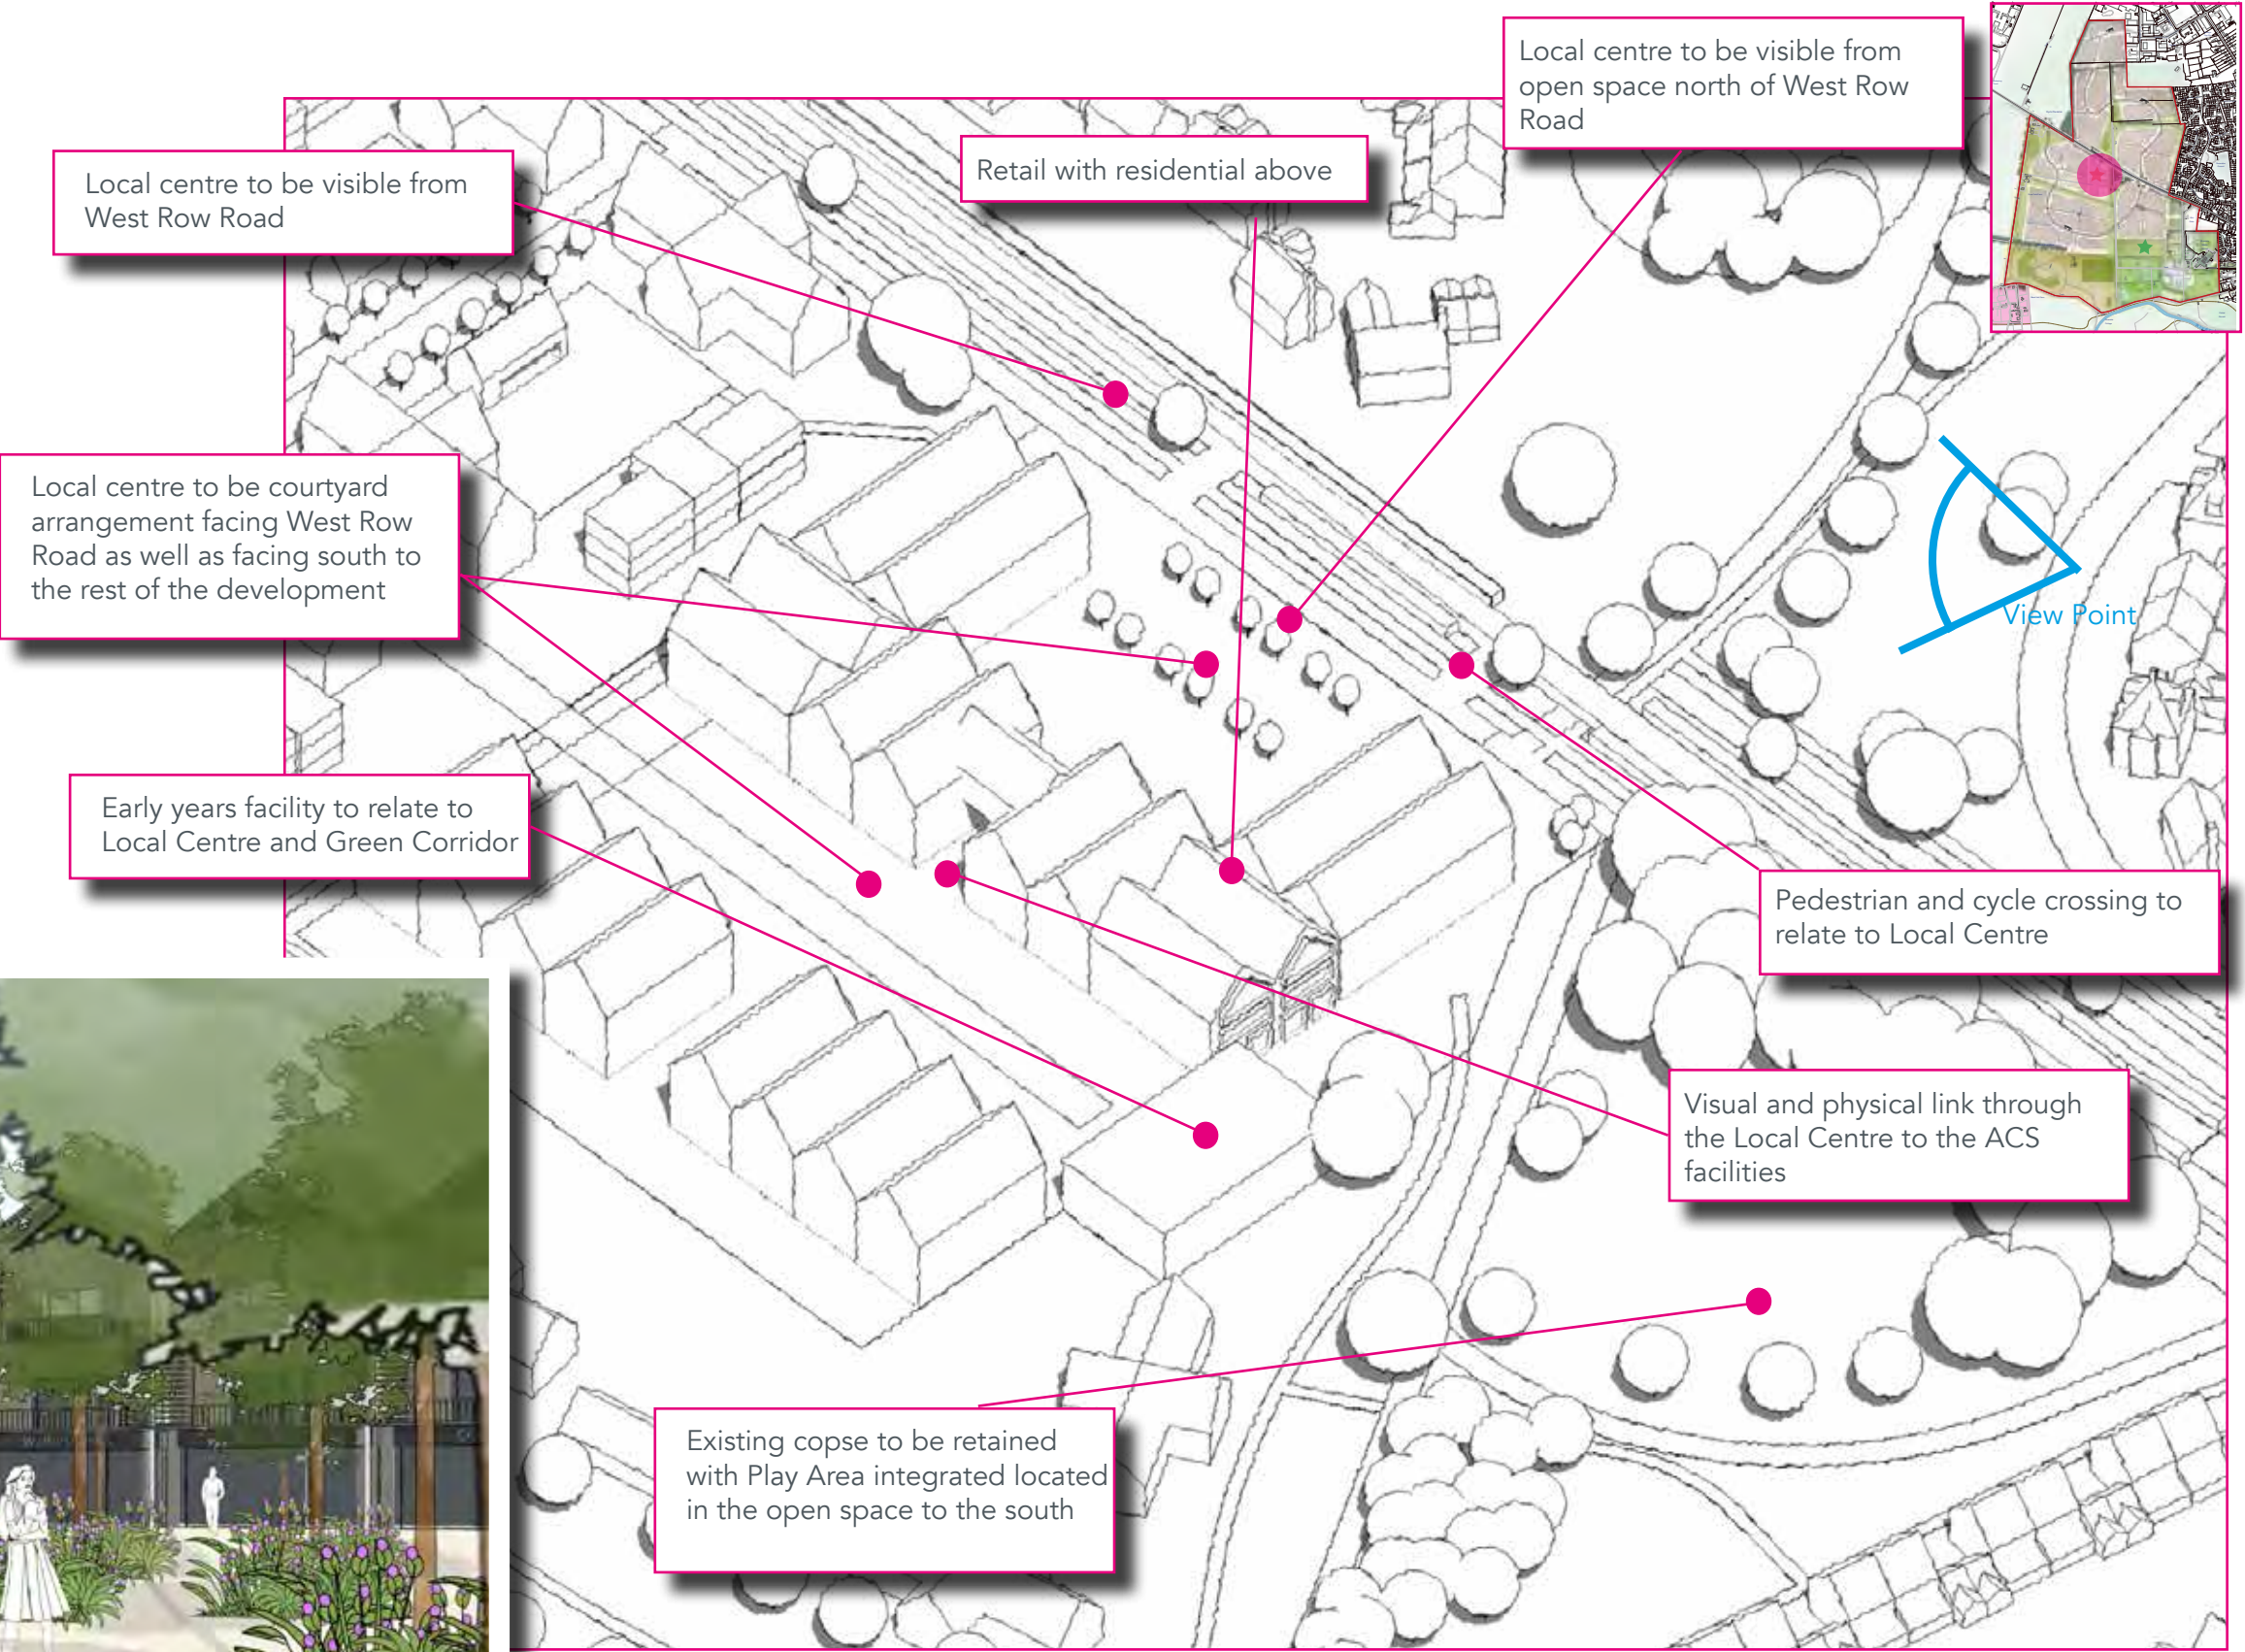 Local centre to be visible from
open space north of West Row
Road
Retail with residential above
Local centre to be visible from
West Row Road
Local centre to be courtyard
arrangement facing West Row
Road as well as facing south to
the rest of the development
View Point
Early years facility to relate to
Local Centre and Green Corridor
Pedestrian and cycle crossing to
relate to Local Centre
Visual and physical link through
the Local Centre to the ACS
facilities
Existing copse to be retained
with Play Area integrated located
in the open space to the south